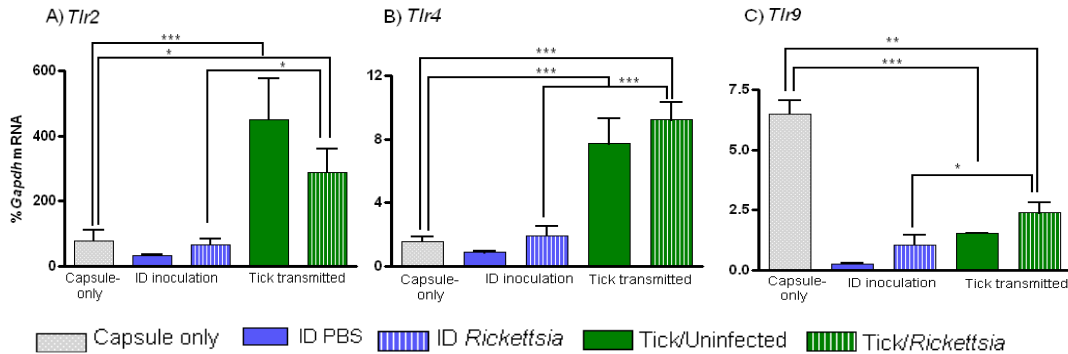 A) Tlr2
B) Tlr4
C) Tlr9
%Gapdh mRNA
600
400
200
0
***
*
*
Capsule-
only
ID inoculation
Tick transmitted
12
8
4
0
***
***
***
Capsule-
only
ID inoculation
Tick transmitted
7.5
5.0
2.5
0.0
**
***
*
Capsule-
only
ID inoculation
Tick transmitted
Capsule only
ID PBS
ID Rickettsia
Tick/Uninfected
Tick/Rickettsia